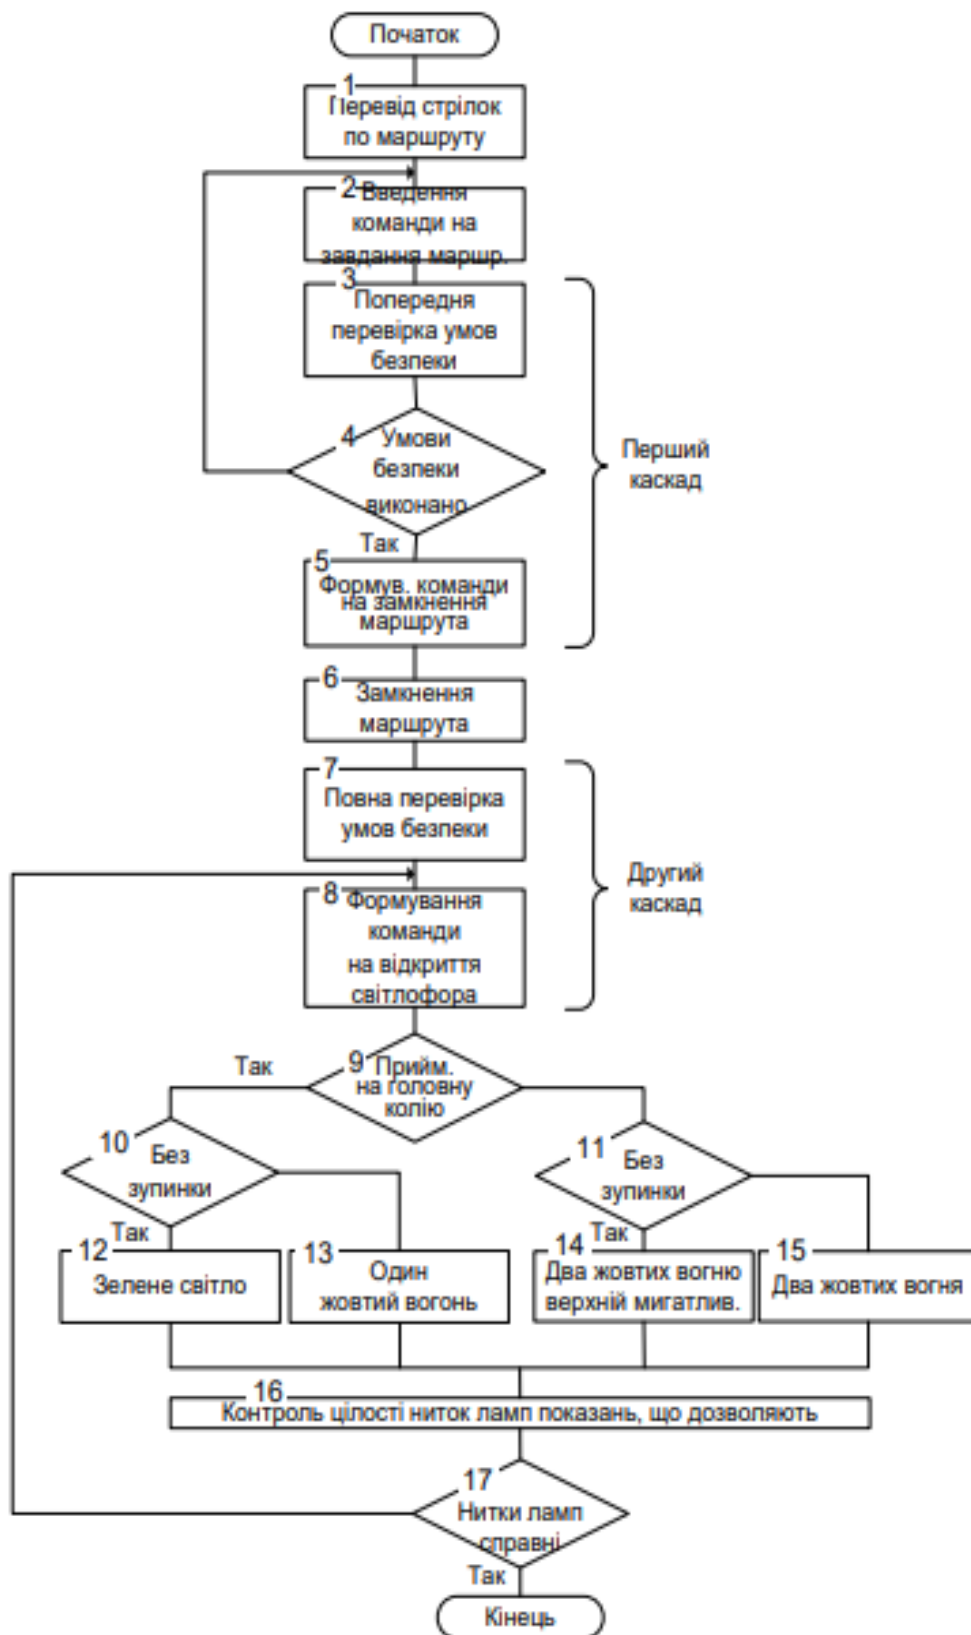 Початок
1
Перевід стрілок
по маршруту
2
Введення
команди на
завдання маршр.
3
Попередня
перевірка умов
безпеки
4
Умови
безпеки
виконано
Перший
каскад
Так
5
Формув. команди
на замкнення
маршрута
6
Замкнення
маршрута
7
Повна перевірка
умов безпеки
Другий
каскад
8
Формування
команди
на відкриття
світлофора
9
Прийм.
на головну
колію
Так
10
Без
зупинки
11
Без
зупинки
Так
Так
12
Зелене світло
13
Один
жовтий вогонь
14
Два жовтих вогню
верхній мигатлив.
15
Два жовтих вогня
16
Контроль цілості ниток ламп показань, що дозволяють
17
Нитки ламп
справні
Так
Кінець